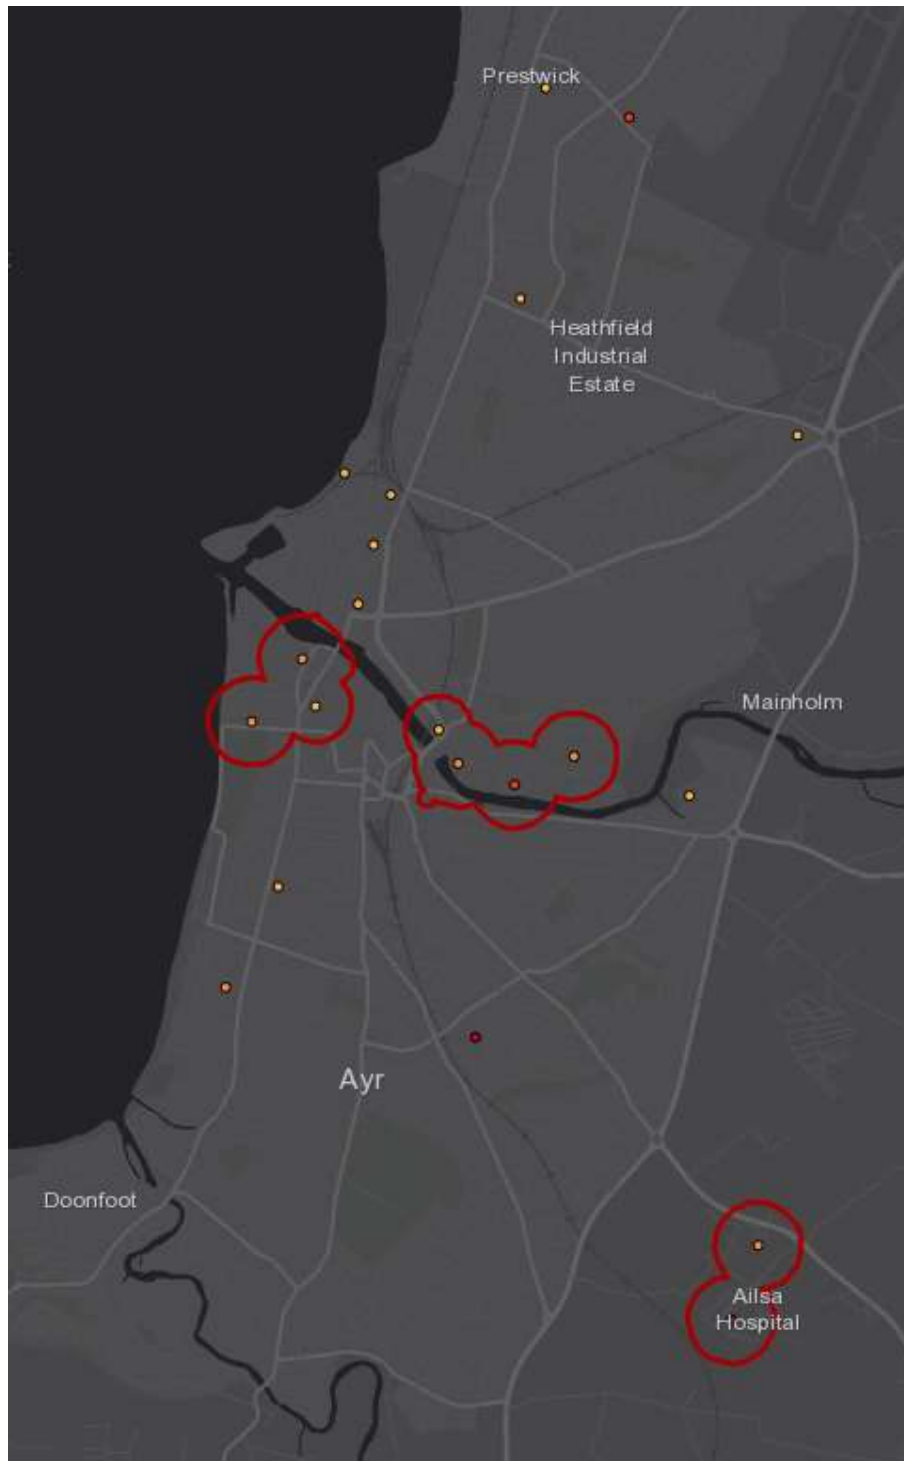 Prestwick
Heathfield
Industrial
Estate
Mainholm
Ayr
Doonfoot
Ailsa
Hospital